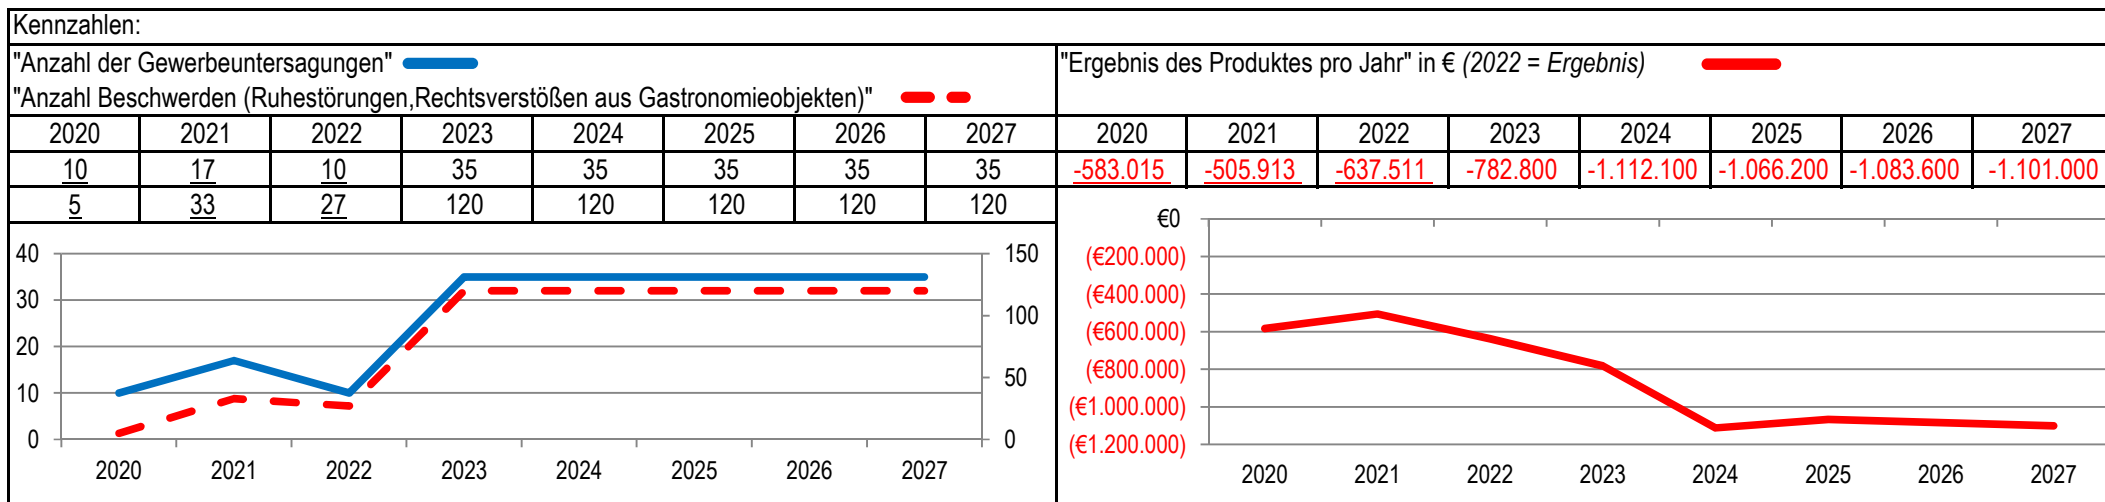 Kennzahlen:
"Anzahl der Gewerbeuntersagungen"
"Anzahl Beschwerden (Ruhestörungen,Rechtsverstößen aus Gastronomieobjekten)"
2020 2021 2022 2023 2024 2025 2026 2027
10 17 10 35 35 35 35 35
5 33 27 120 120 120 120 120
40 150
30 100
20 50
10
0 0
2020 2021 2022 2023 2024 2025 2026 2027
"Ergebnis des Produktes pro Jahr" in € (2022 = Ergebnis)
2020 2021 2022 2023 2024 2025 2026 2027
-583.015 -505.913 -637.511 -782.800 -1.112.100 -1.066.200 -1.083.600 -1.101.000
€0
(€200.000)
(€400.000)
(€600.000)
(€800.000)
(€1.000.000)
(€1.200.000)
2020 2021 2022 2023 2024 2025 2026 2027